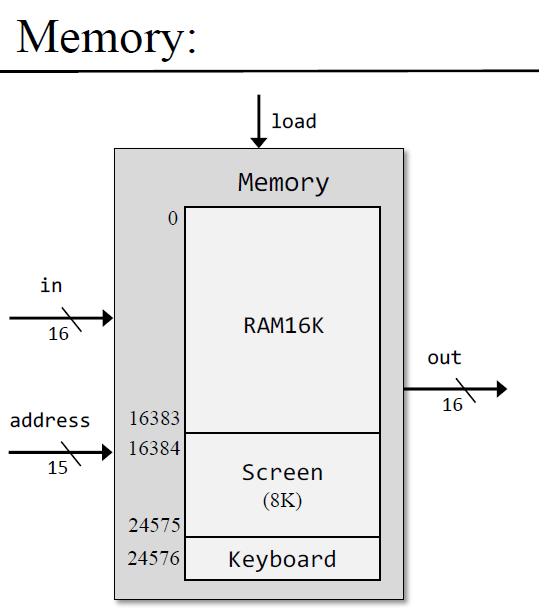 Memory:
load
Memory
0
in
16
RAM16K
out
16
address
15
16383
16384
Screen
(8K)
24575
24576
Keyboard